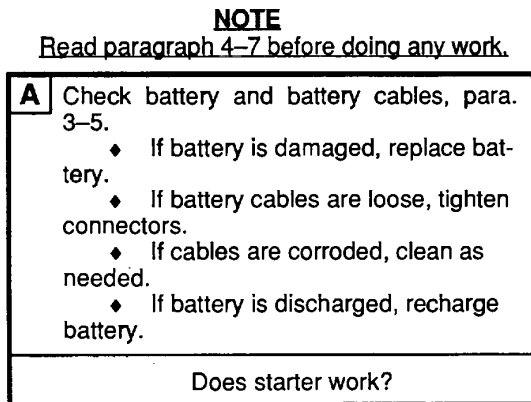 NOTE
Read paragraph 4–7 before doing any work.
A Check battery and battery cables, para.
3–5.
♦ If battery is damaged, replace bat-
tery.
♦ If battery cables are loose, tighten
connectors.
♦ If cables are corroded, clean as
needed.
♦ If battery is discharged, recharge
battery.
Does starter work?